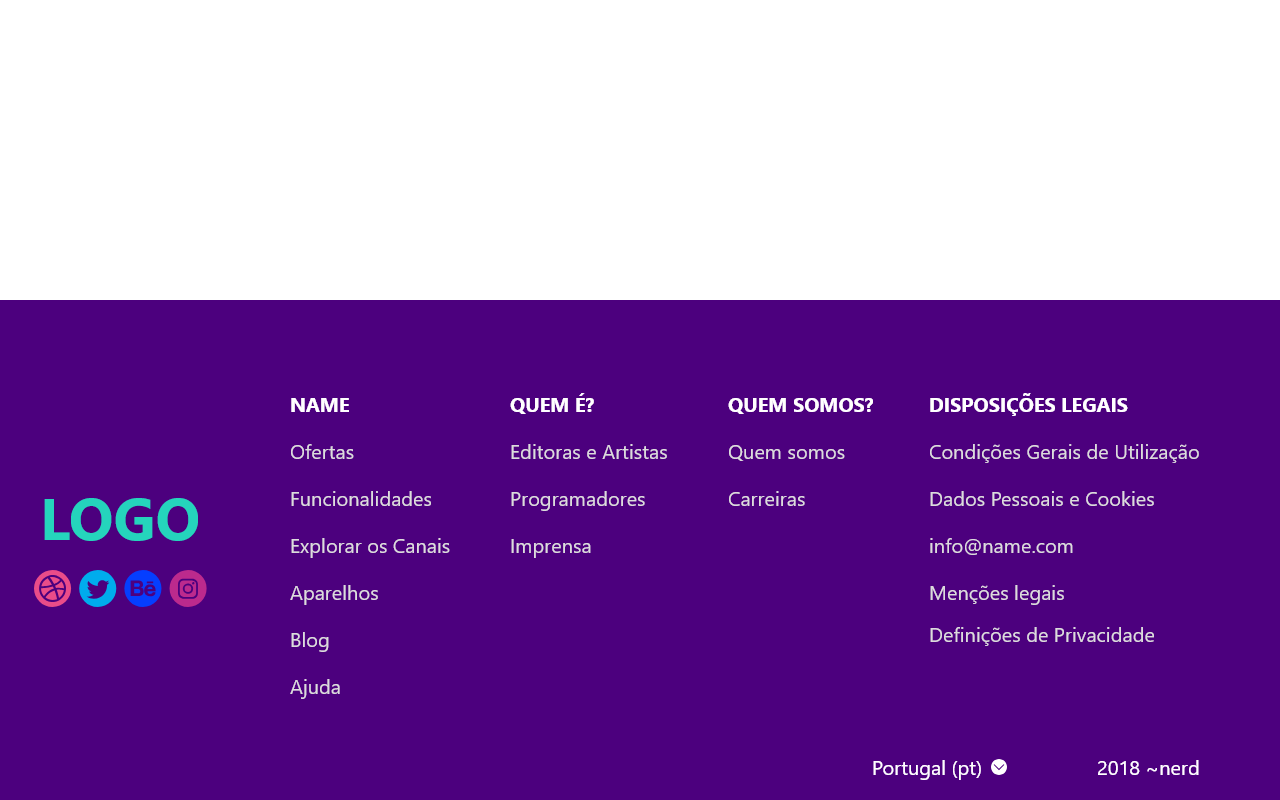 LOGO
Bē
NAME
Ofertas
Funcionalidades
Explorar os Canais
Aparelhos
Blog
Ajuda
QUEM É?
Editoras e Artistas
Programadores
Imprensa
QUEM SOMOS?
Quem somos
Carreiras
DISPOSIÇÕES LEGAIS
Condições Gerais de Utilização
Dados Pessoais e Cookies
info@name.com
Menções legais
Definições de Privacidade
Portugal (pt)
2018 ~nerd